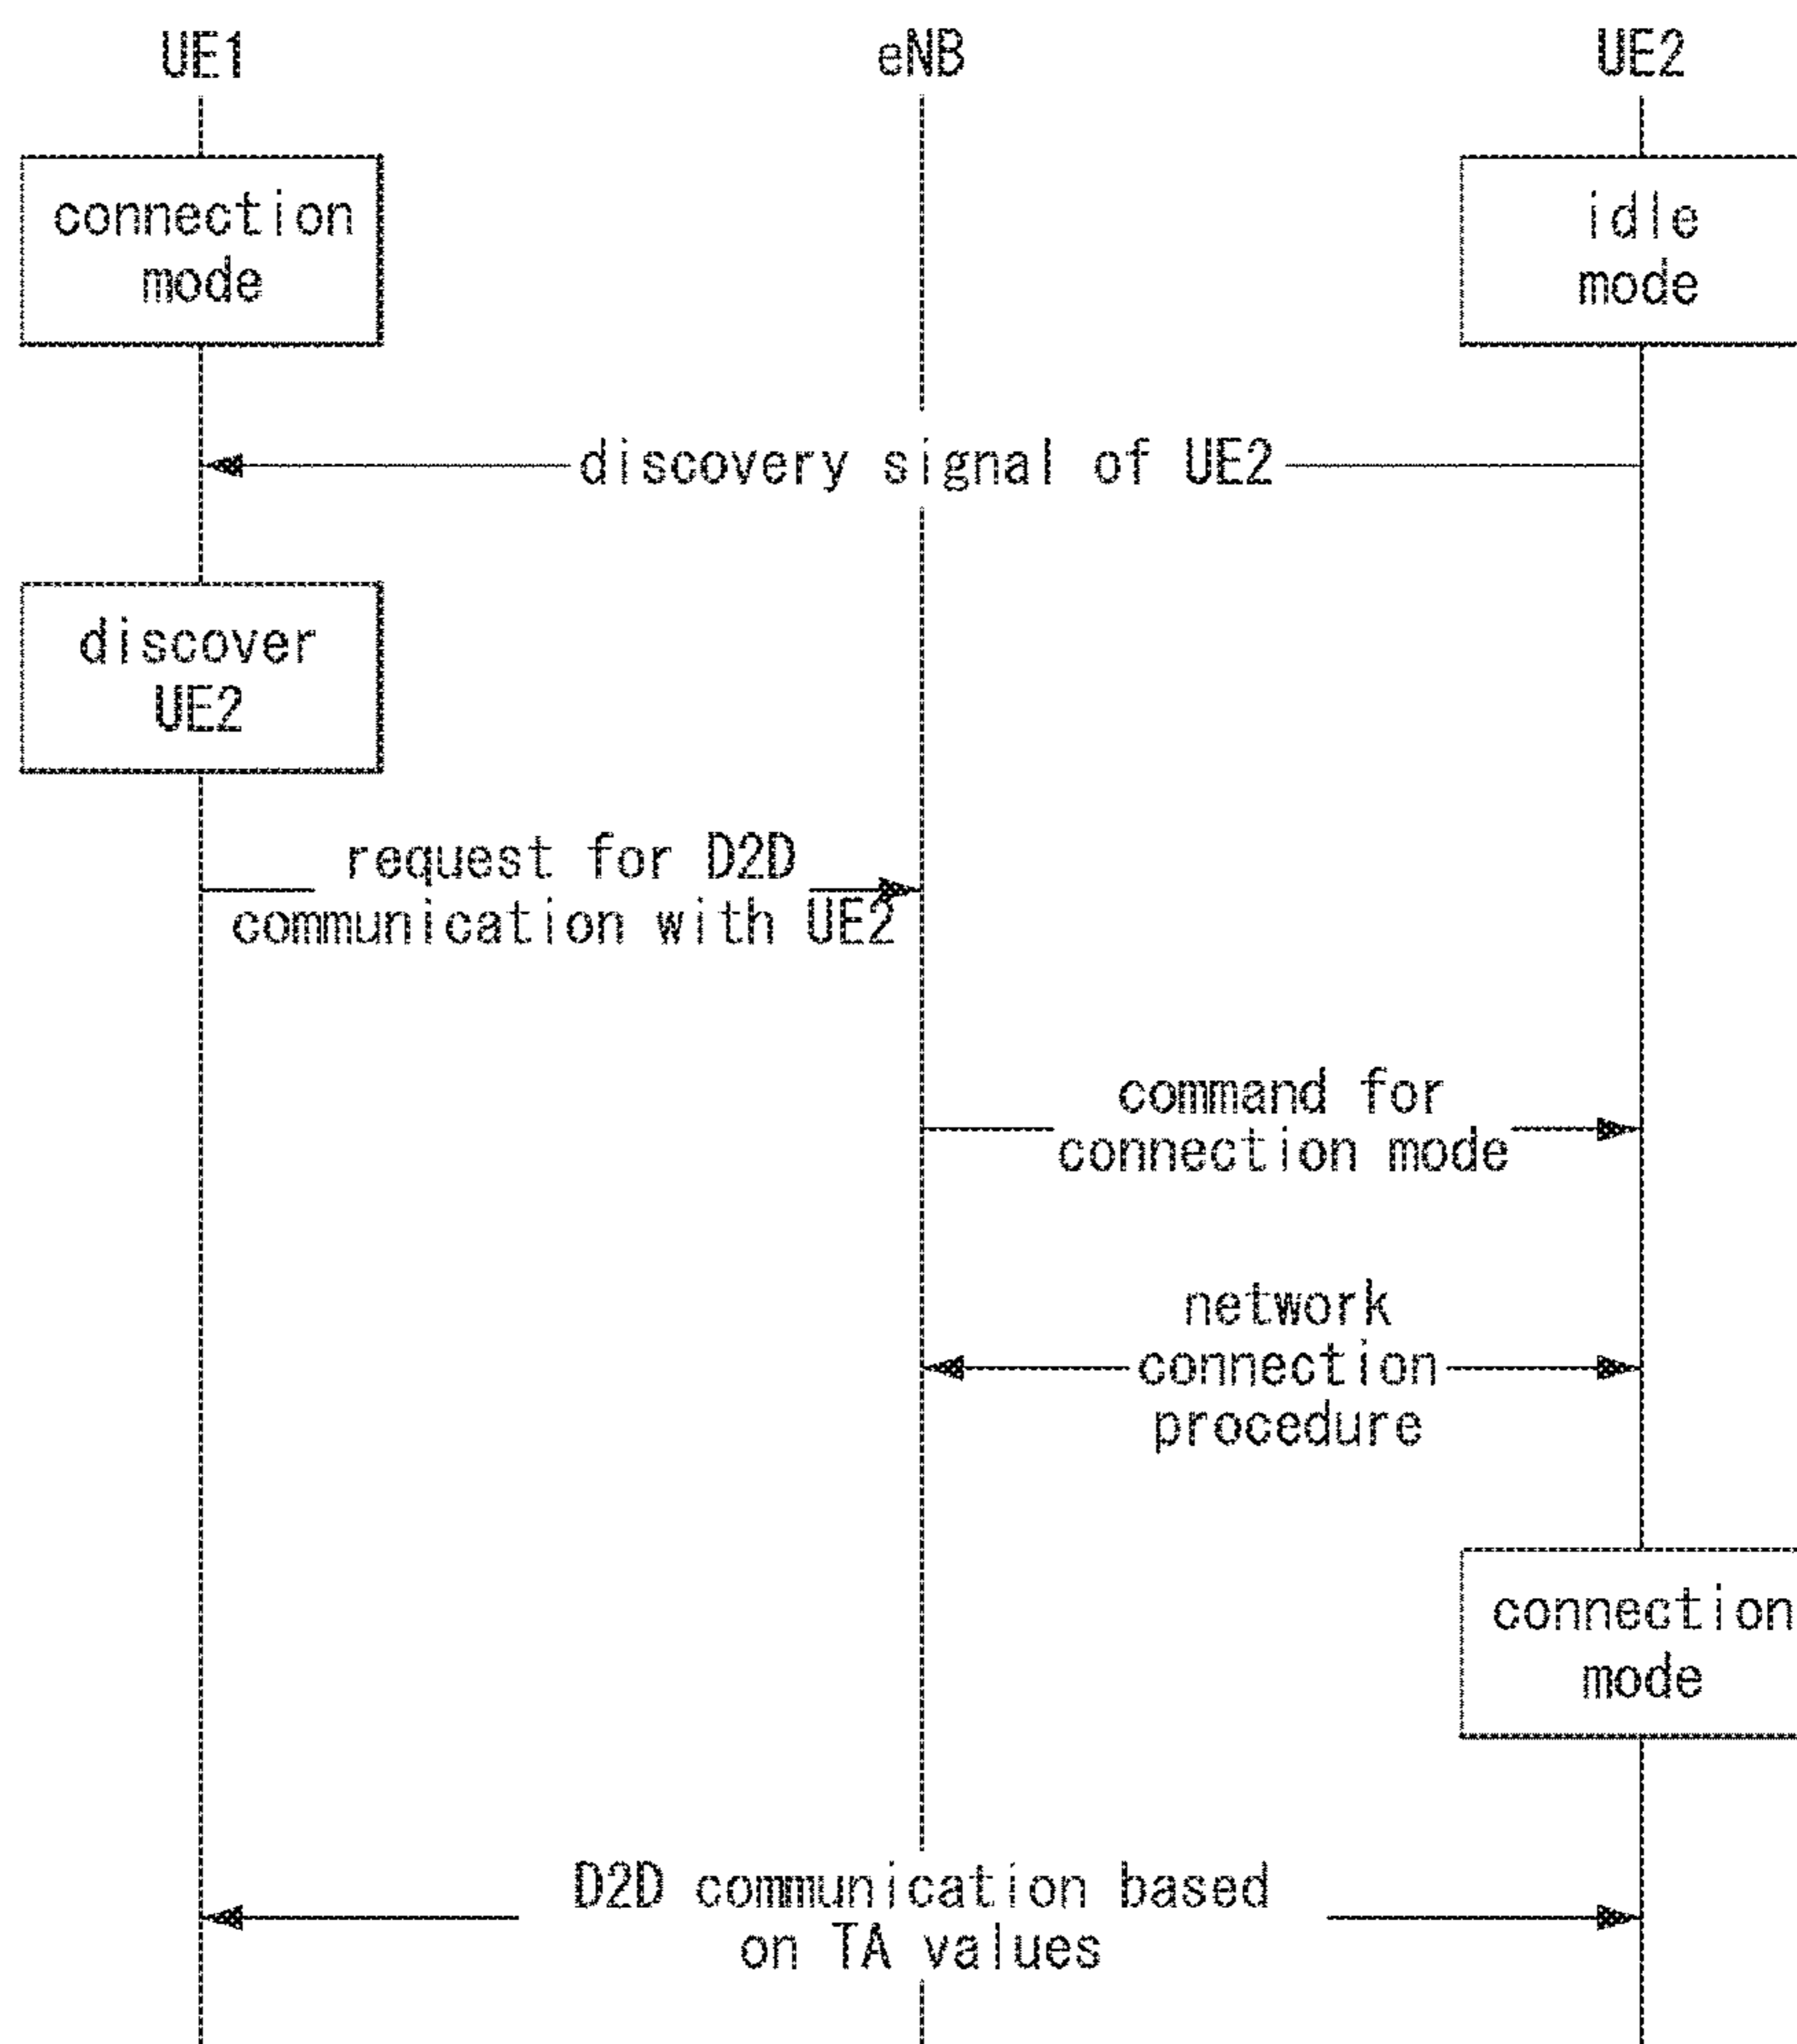 UE1
eNB
UE2
connection
mode
idle
mode
discovery signal of UE2
discover
UE2
request for D2D
communication with UE2
command for
connection mode
network
connection
procedure
connection
mode
D2D communication based
on TA values